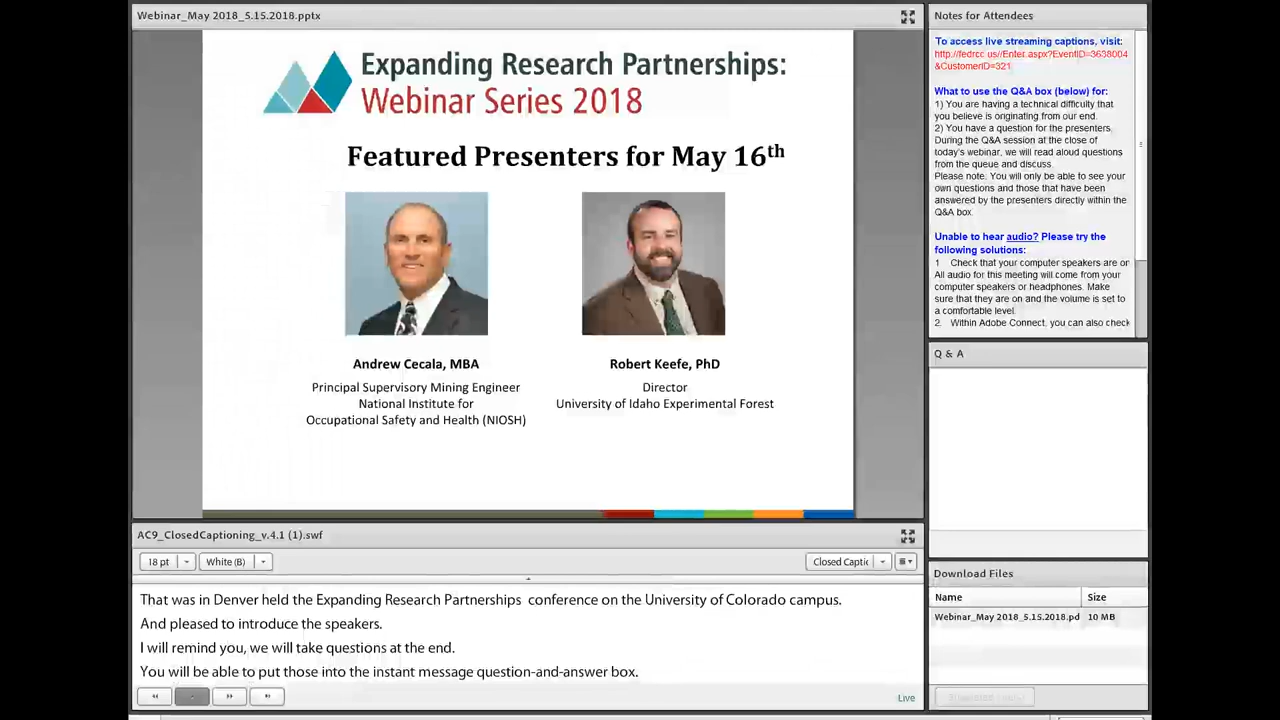 Webinar_May 2018_5.15.2018.pptx
Expanding Research Partnerships:
Webinar Series 2018
Featured Presenters for May 16th
Andrew Cecala, MBA
Principal Supervisory Mining Engineer
National Institute for
Occupational Safety and Health (NIOSH)
Robert Keefe, PhD
Director
University of Idaho Experimental Forest
AC9_ClosedCaptioning_v.4.1 (1).swf
18 pt
White (B)
Closed Captic
That was in Denver held the Expanding Research Partnerships conference on the University of Colorado campus.
And pleased to introduce the speakers.
I will remind you, we will take questions at the end.
You will be able to put those into the instant message question-and-answer box.
Live
Notes for Attendees
To access live streaming captions, visit:
http://fedrcc.us//Enter.aspx?EventID=3638004
&CustomerID=321
What to use the Q&A box (below) for:
1) You are having a technical difficulty that
you believe is originating from our end.
2) You have a question for the presenters.
During the Q&A session at the close of
today's webinar, we will read aloud questions
from the queue and discuss.
Please note: You will only be able to see your
own questions and those that have been
answered by the presenters directly within the
Q&A box.
Unable to hear audio? Please try the
following solutions:
1 Check that your computer speakers are or
All audio for this meeting will come from your
computer speakers or headphones. Make
sure that they are on and the volume is set to
a comfortable level.
2. Within Adobe Connect, you can also check
Q & A
Download Files
Name Size
Webinar_May 2018_5.15.2018.pd 10 MB